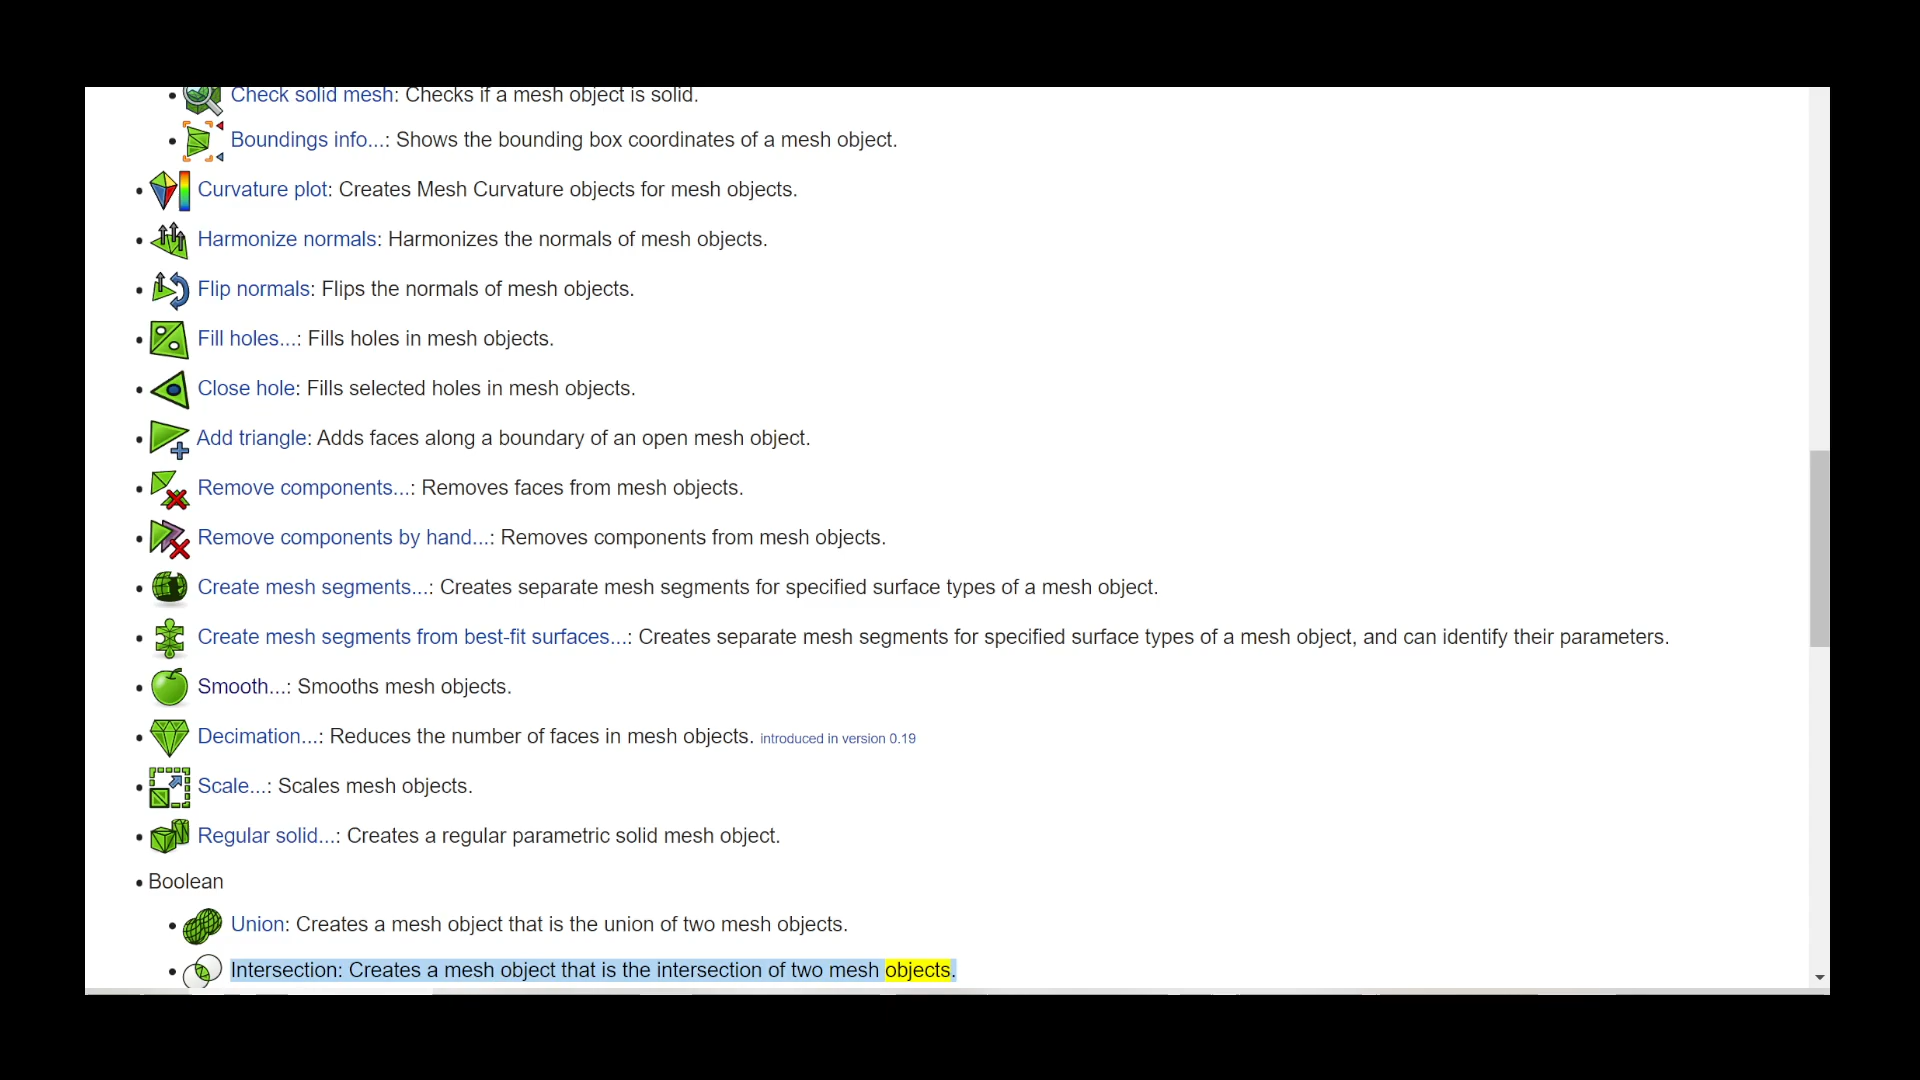 Check solid mesh: Checks if a mesh object is solid.
Boundings info...: Shows the bounding box coordinates of a mesh object.
Curvature plot: Creates Mesh Curvature objects for mesh objects.
Harmonize normals: Harmonizes the normals of mesh objects.
Flip normals: Flips the normals of mesh objects.
Fill holes...: Fills holes in mesh objects.
Close hole: Fills selected holes in mesh objects.
Add triangle: Adds faces along a boundary of an open mesh object.
Remove components...: Removes faces from mesh objects.
Remove components by hand...: Removes components from mesh objects.
Create mesh segments...: Creates separate mesh segments for specified surface types of a mesh object.
Create mesh segments from best-fit surfaces...: Creates separate mesh segments for specified surface types of a mesh object, and can identify their parameters.
Smooth...: Smooths mesh objects.
Decimation...: Reduces the number of faces in mesh objects. introduced in version 0.19
Scale...: Scales mesh objects.
Regular solid...: Creates a regular parametric solid mesh object.
Boolean
Union: Creates a mesh object that is the union of two mesh objects.
Intersection: Creates a mesh object that is the intersection of two mesh objects.